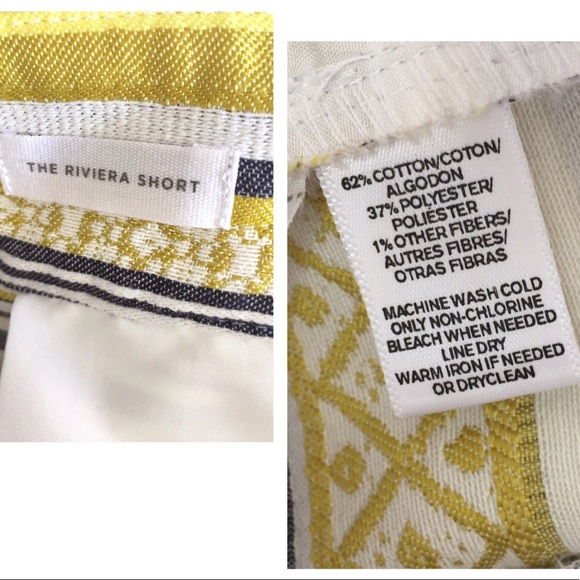 THE RIVIERA SHORT
62% COTTON/COTON/
ALGODON
37% POLYESTER/
POLIÉSTER
1% OTHER FIBERS/
AUTRES FIBRES/
OTRAS FIBRAS
MACHINE WASH COLD
ONLY NON-CHLORINE
BLEACH WHEN NEEDED
LINE DRY
WARM IRON IF NEEDED
OR DRYCLEAN